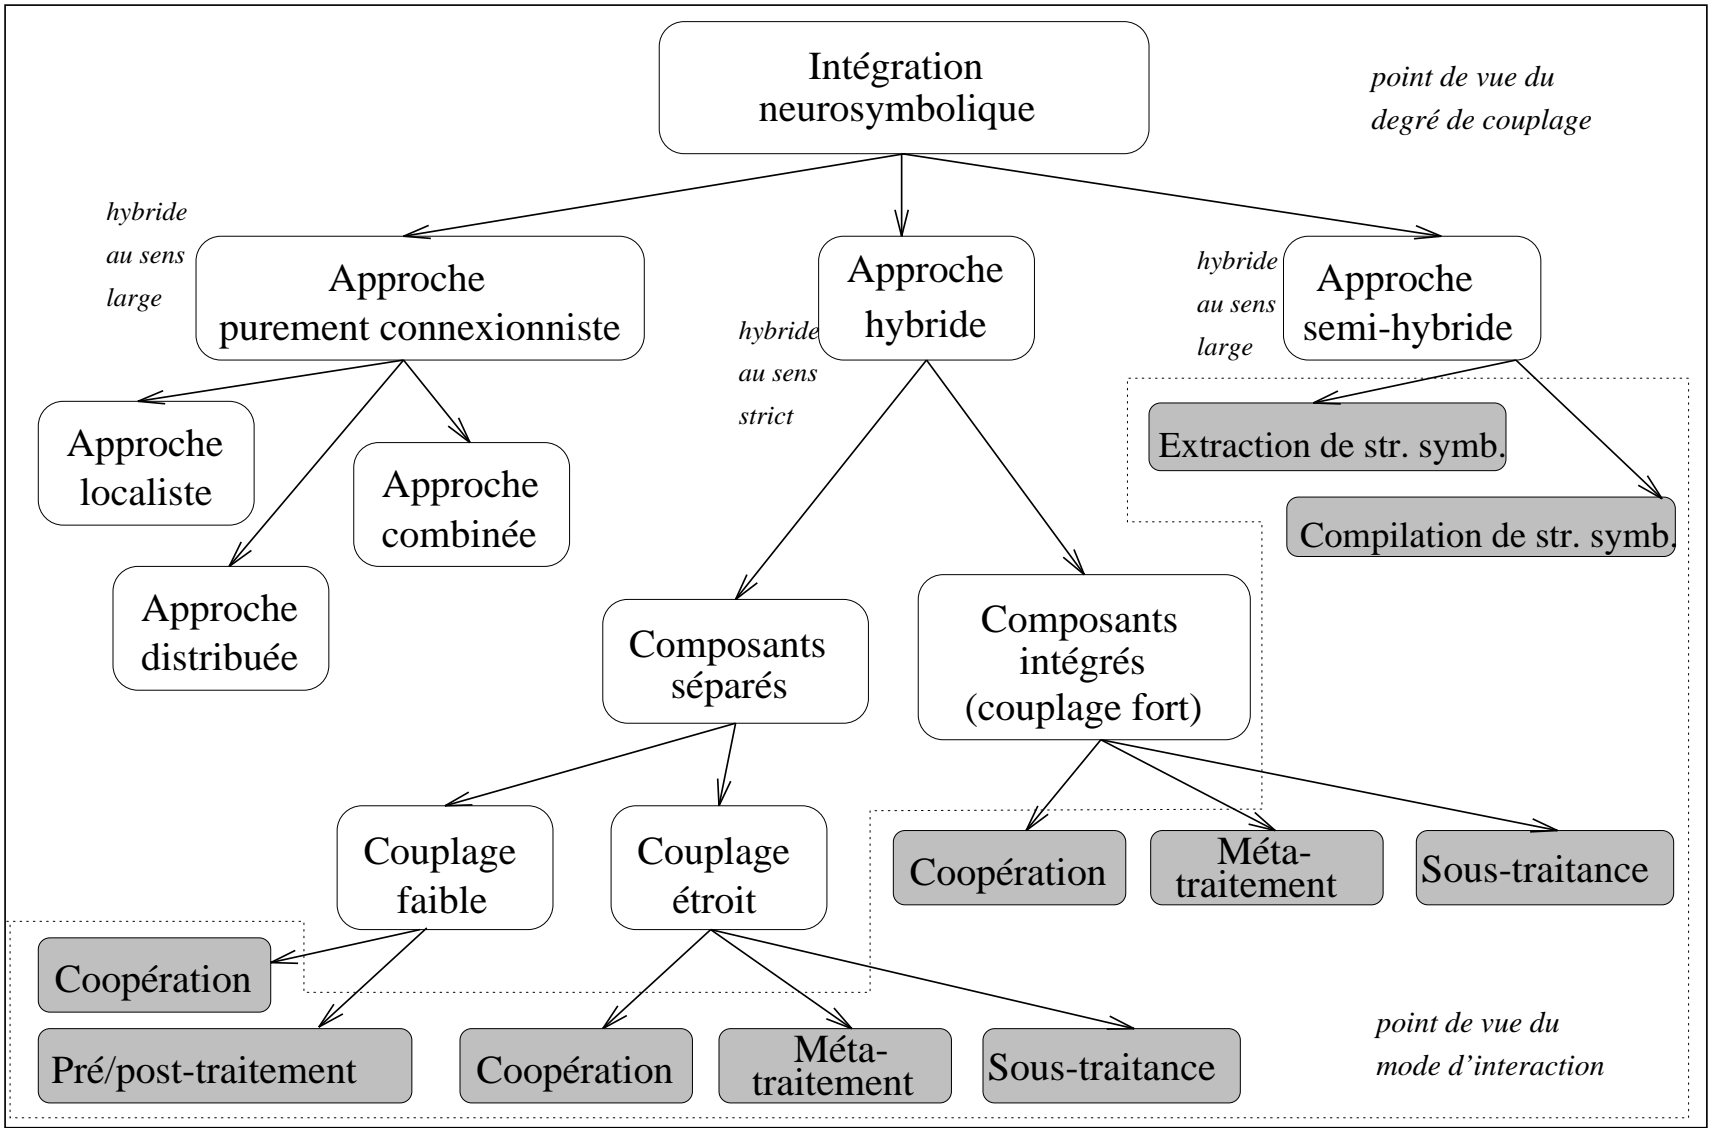 Intégration
neurosymbolique
point de vue du
degré de couplage
hybride
au sens
large
Approche
purement connexionniste
hybride
au sens
strict
Approche
hybride
hybride
au sens
large
Approche
semi-hybride
Approche
localiste
Approche
combinée
Approche
distribuée
Extraction de str. symb.
Compilation de str. symb.
Composants
séparés
Composants
intégrés
(couplage fort)
Couplage
faible
Couplage
étroit
Coopération
Méta-
traitement
Sous-traitance
Coopération
Pré/post-traitement
Coopération
Méta-
traitement
Sous-traitance
point de vue du
mode d'interaction